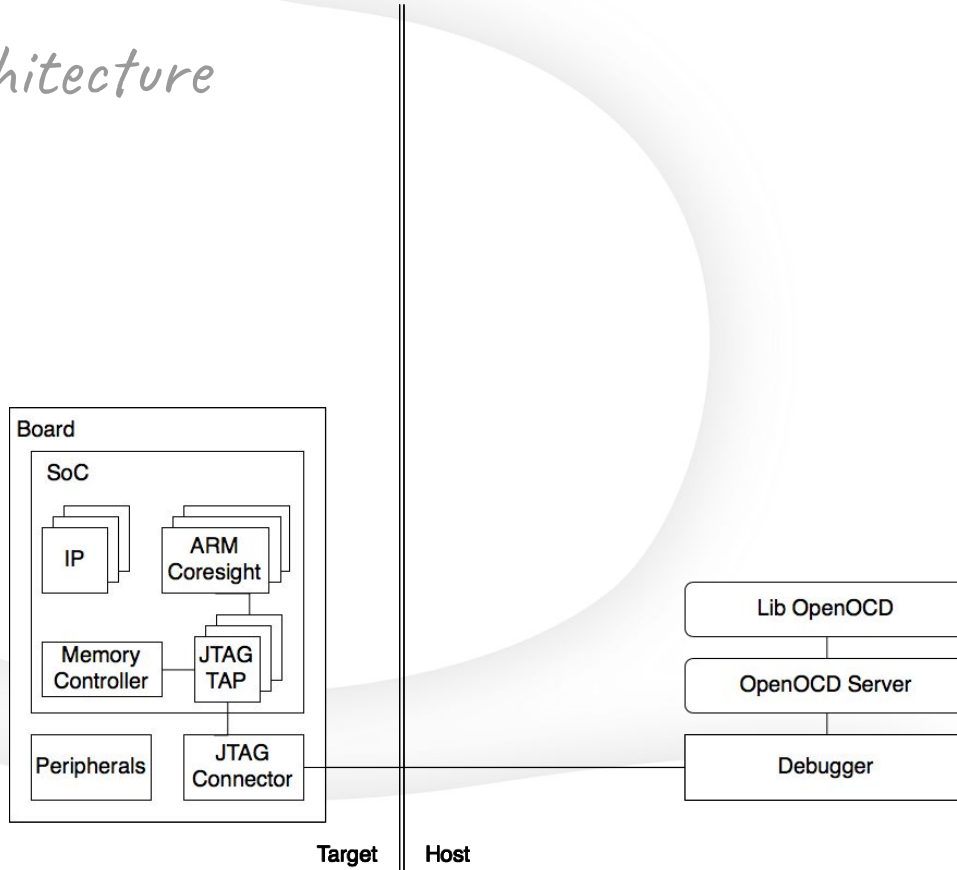 hitecture
Board
SoC
IP
ARM
Coresight
Memory
Controller
JTAG
TAP
Peripherals
JTAG
Connector
Lib OpenOCD
OpenOCD Server
Debugger
Target
Host